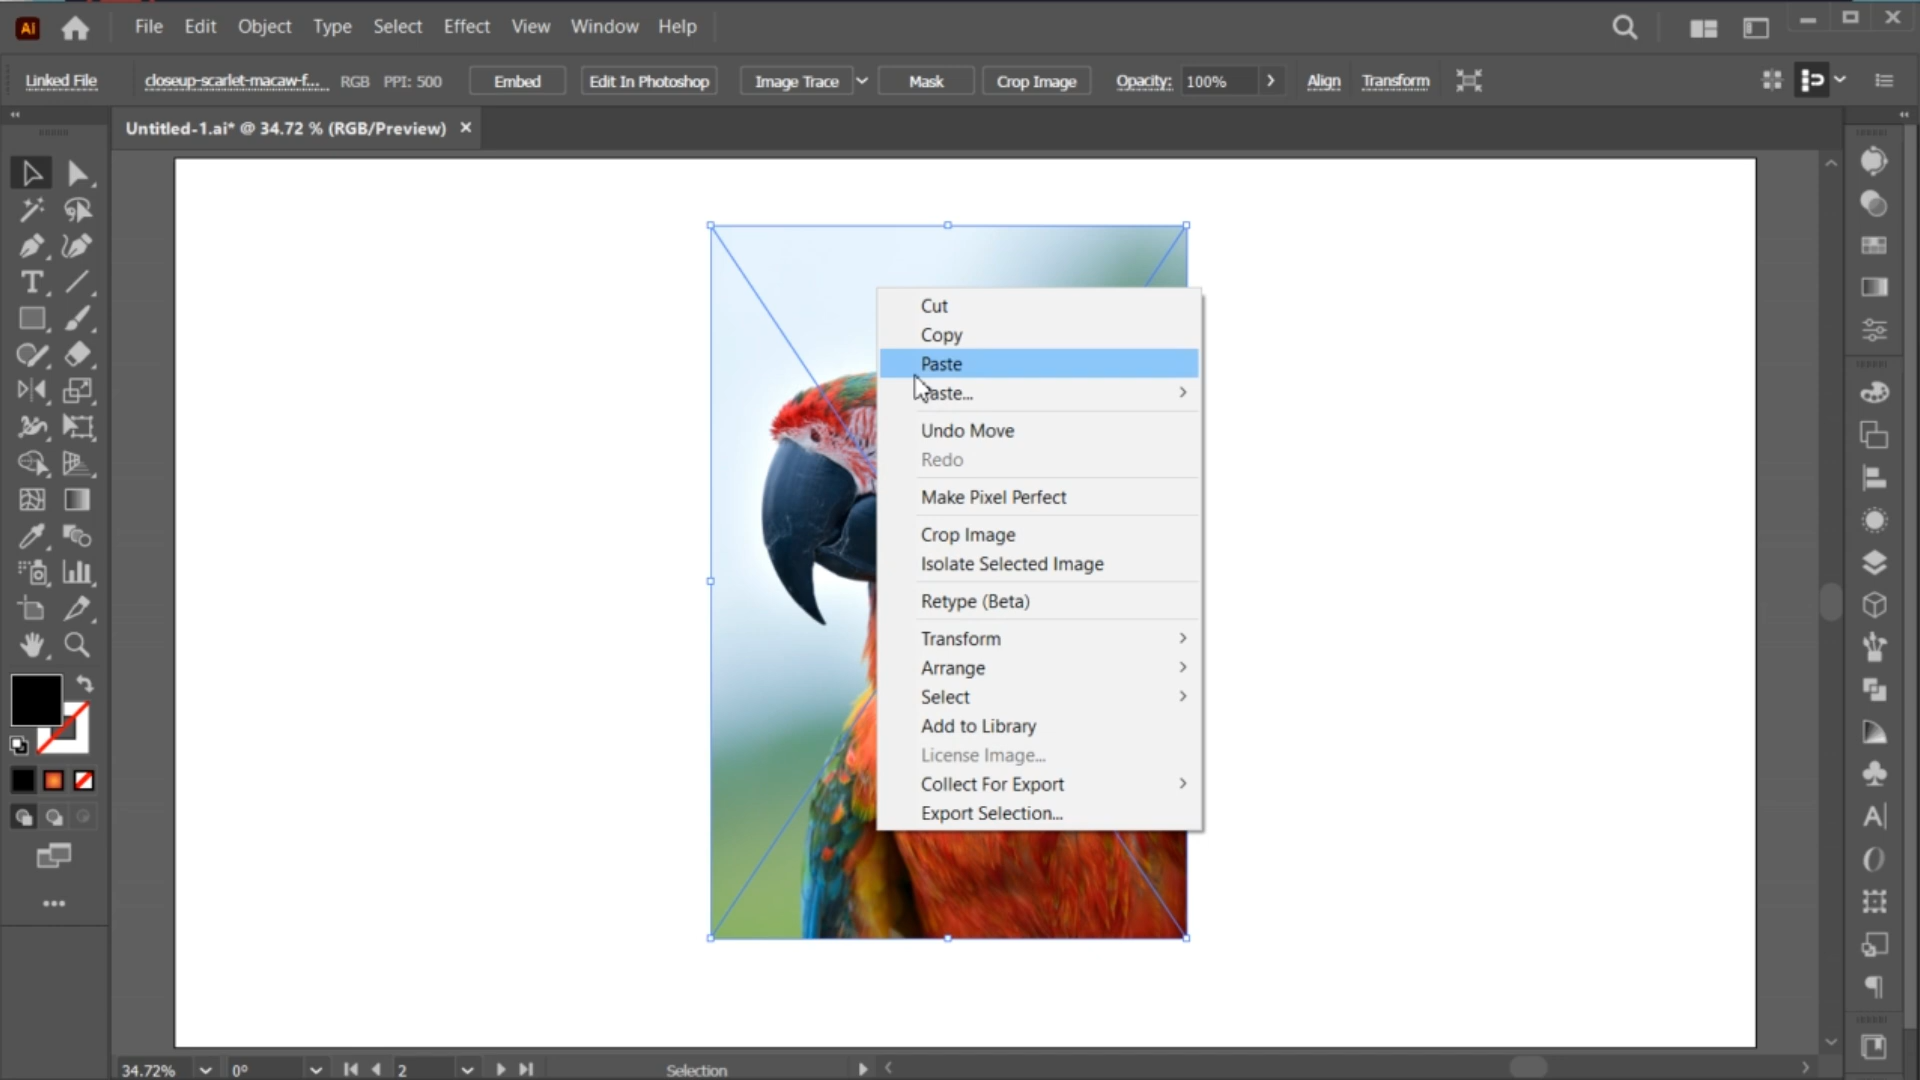 Ai File Edit Object Type Select Effect View Window Help
Linked File closeup-scarlet-macaw-f... RGB PPI: 500 Embed Edit In Photoshop Image Trace Mask Crop Image Opacity: 100% Align Transform
Untitled-1.ai* @ 34.72 % (RGB/Preview)
Cut
Copy
Paste
Paste...
Undo Move
Redo
Make Pixel Perfect
Crop Image
Isolate Selected Image
Retype (Beta)
Transform
Arrange
Select
Add to Library
License Image...
Collect For Export
Export Selection...
34.72% 0° 2 Selection